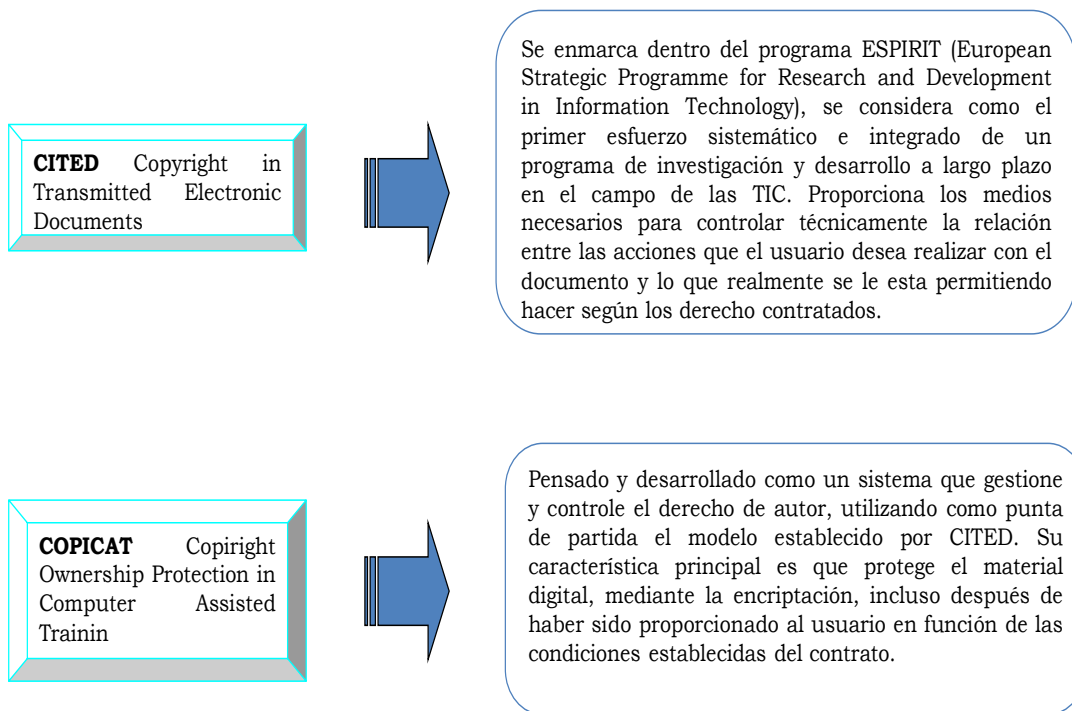 CITED Copyright in
Transmitted Electronic
Documents
Se enmarca dentro del programa ESPIRIT (European
Strategic Programme for Research and Development
in Information Technology), se considera como el
primer esfuerzo sistemático e integrado de un
programa de investigación y desarrollo a largo plazo
en el campo de las TIC. Proporciona los medios
necesarios para controlar técnicamente la relación
entre las acciones que el usuario desea realizar con el
documento y lo que realmente se le esta permitiendo
hacer según los derecho contratados.
COPICAT Copiright
Ownership Protection in
Computer Assisted
Trainin
Pensado y desarrollado como un sistema que gestione
y controle el derecho de autor, utilizando como punta
de partida el modelo establecido por CITED. Su
característica principal es que protege el material
digital, mediante la encriptación, incluso después de
haber sido proporcionado al usuario en función de las
condiciones establecidas del contrato.